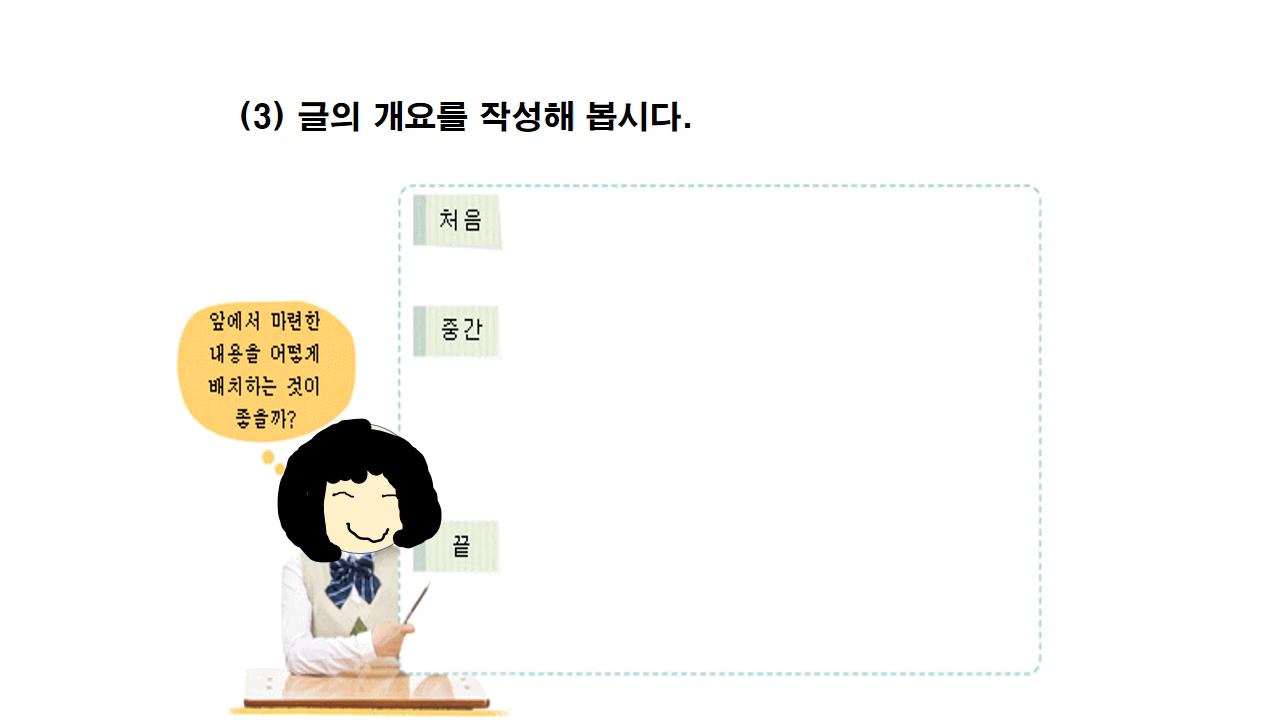 (3) 글의 개요를 작성해 봅시다.
처음
중간
앞에서 마련한
내용을 어떻게
배치하는 것이
좋을까?
끝